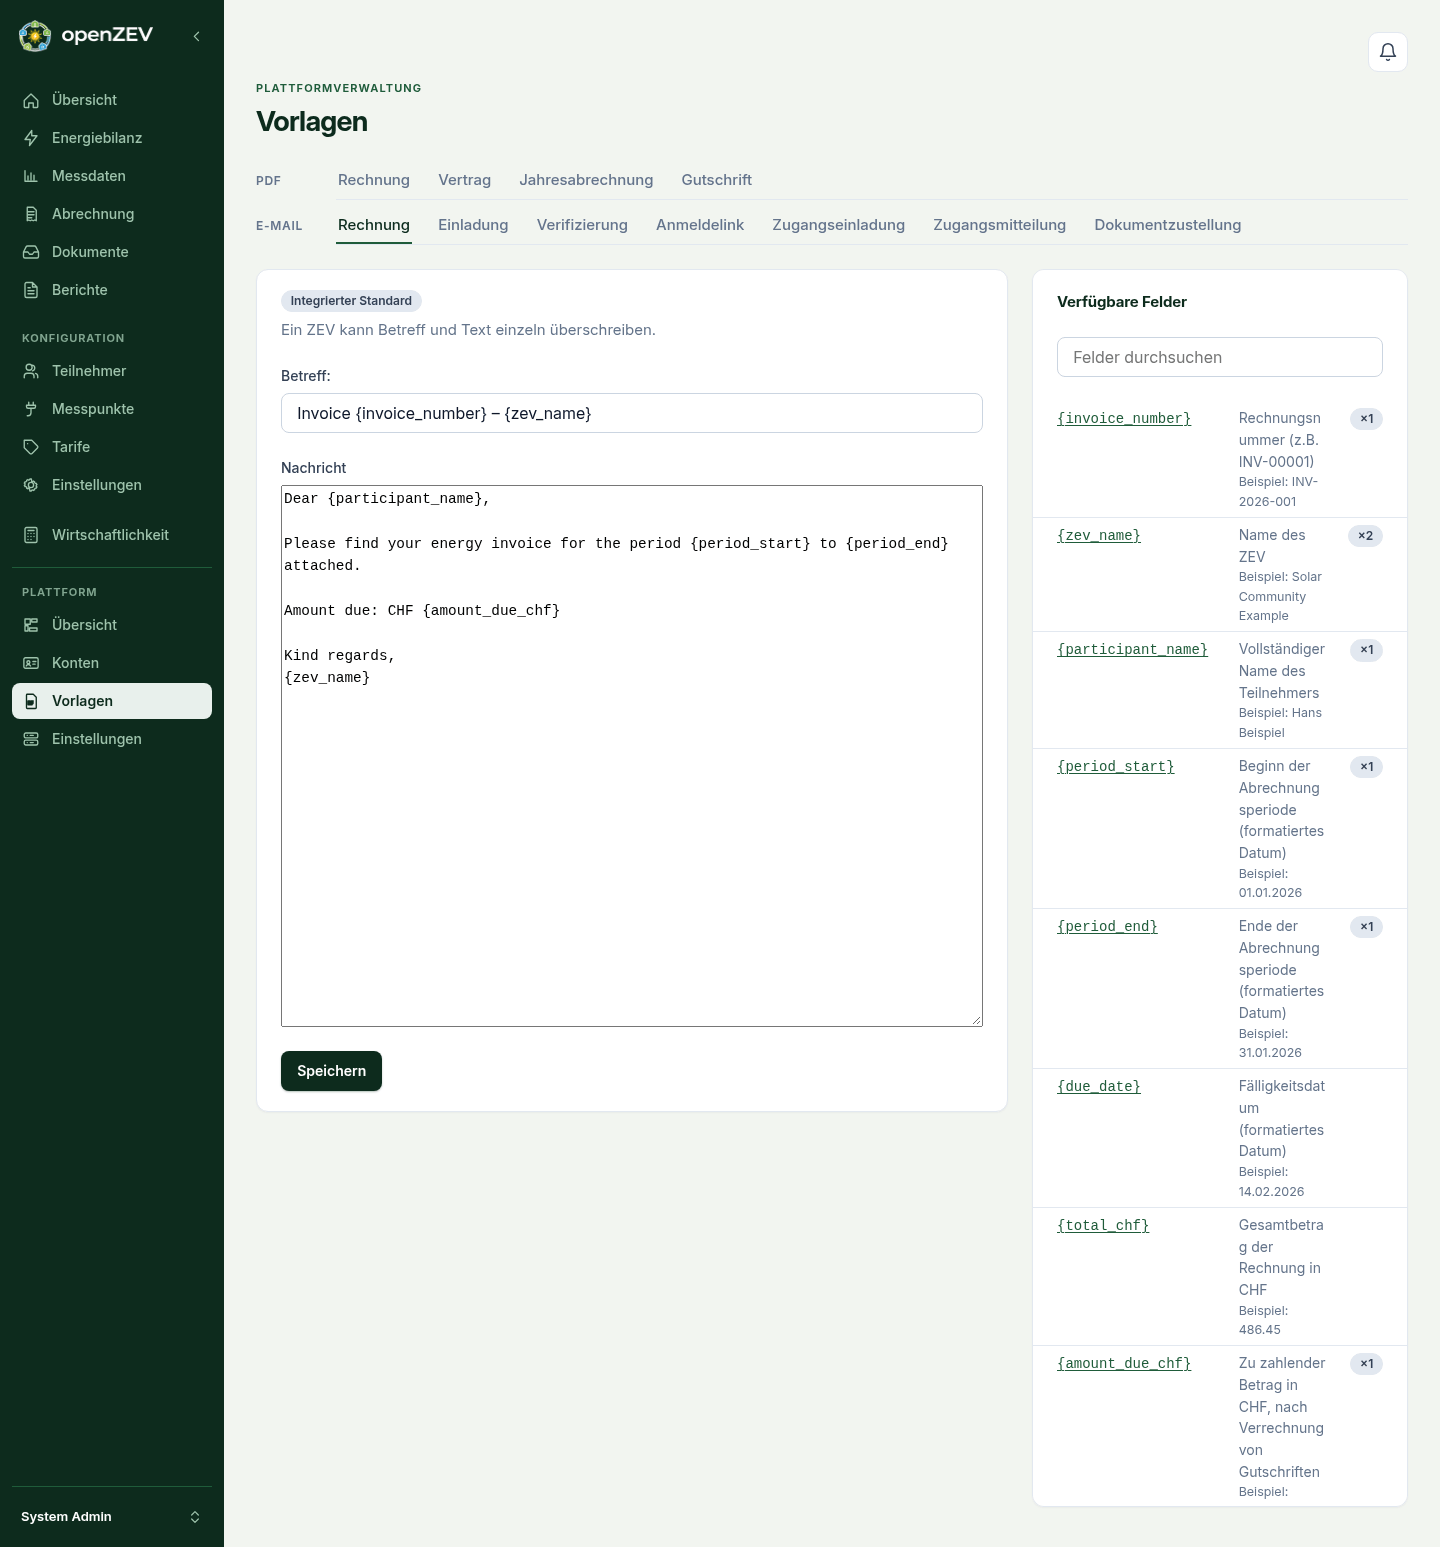 openZEV
Übersicht
Energiebilanz
Messdaten
Abrechnung
Dokumente
Berichte
KONFIGURATION
Teilnehmer
Messpunkte
Tarife
Einstellungen
Wirtschaftlichkeit
PLATTFORM
Übersicht
Konten
Vorlagen
Einstellungen
System Admin
PLATTFORMVERWALTUNG
Vorlagen
PDF Rechnung Vertrag Jahresabrechnung Gutschrift
E-MAIL Rechnung Einladung Verifizierung Anmeldelink Zugangseinladung Zugangsmitteilung Dokumentzustellung
Integrierter Standard
Ein ZEV kann Betreff und Text einzeln überschreiben.
Betreff:
Invoice {invoice_number} – {zev_name}
Nachricht
Dear {participant_name},
Please find your energy invoice for the period {period_start} to {period_end}
attached.
Amount due: CHF {amount_due_chf}
Kind regards,
{zev_name}
Speichern
Verfügbare Felder
Felder durchsuchen
{invoice_number} Rechnungsn ×1
ummer (z.B.
INV-00001)
Beispiel: INV-
2026-001
{zev_name} Name des ×2
ZEV
Beispiel: Solar
Community
Example
{participant_name} Vollständiger ×1
Name des
Teilnehmers
Beispiel: Hans
Beispiel
{period_start} Beginn der ×1
Abrechnung
speriode
(formatiertes
Datum)
Beispiel:
01.01.2026
{period_end} Ende der ×1
Abrechnung
speriode
(formatiertes
Datum)
Beispiel:
31.01.2026
{due_date} Fälligkeitsdat
um
(formatiertes
Datum)
Beispiel:
14.02.2026
{total_chf} Gesamtbetra
g der
Rechnung in
CHF
Beispiel:
486.45
{amount_due_chf} Zu zahlender ×1
Betrag in
CHF, nach
Verrechnung
von
Gutschriften
Beispiel: